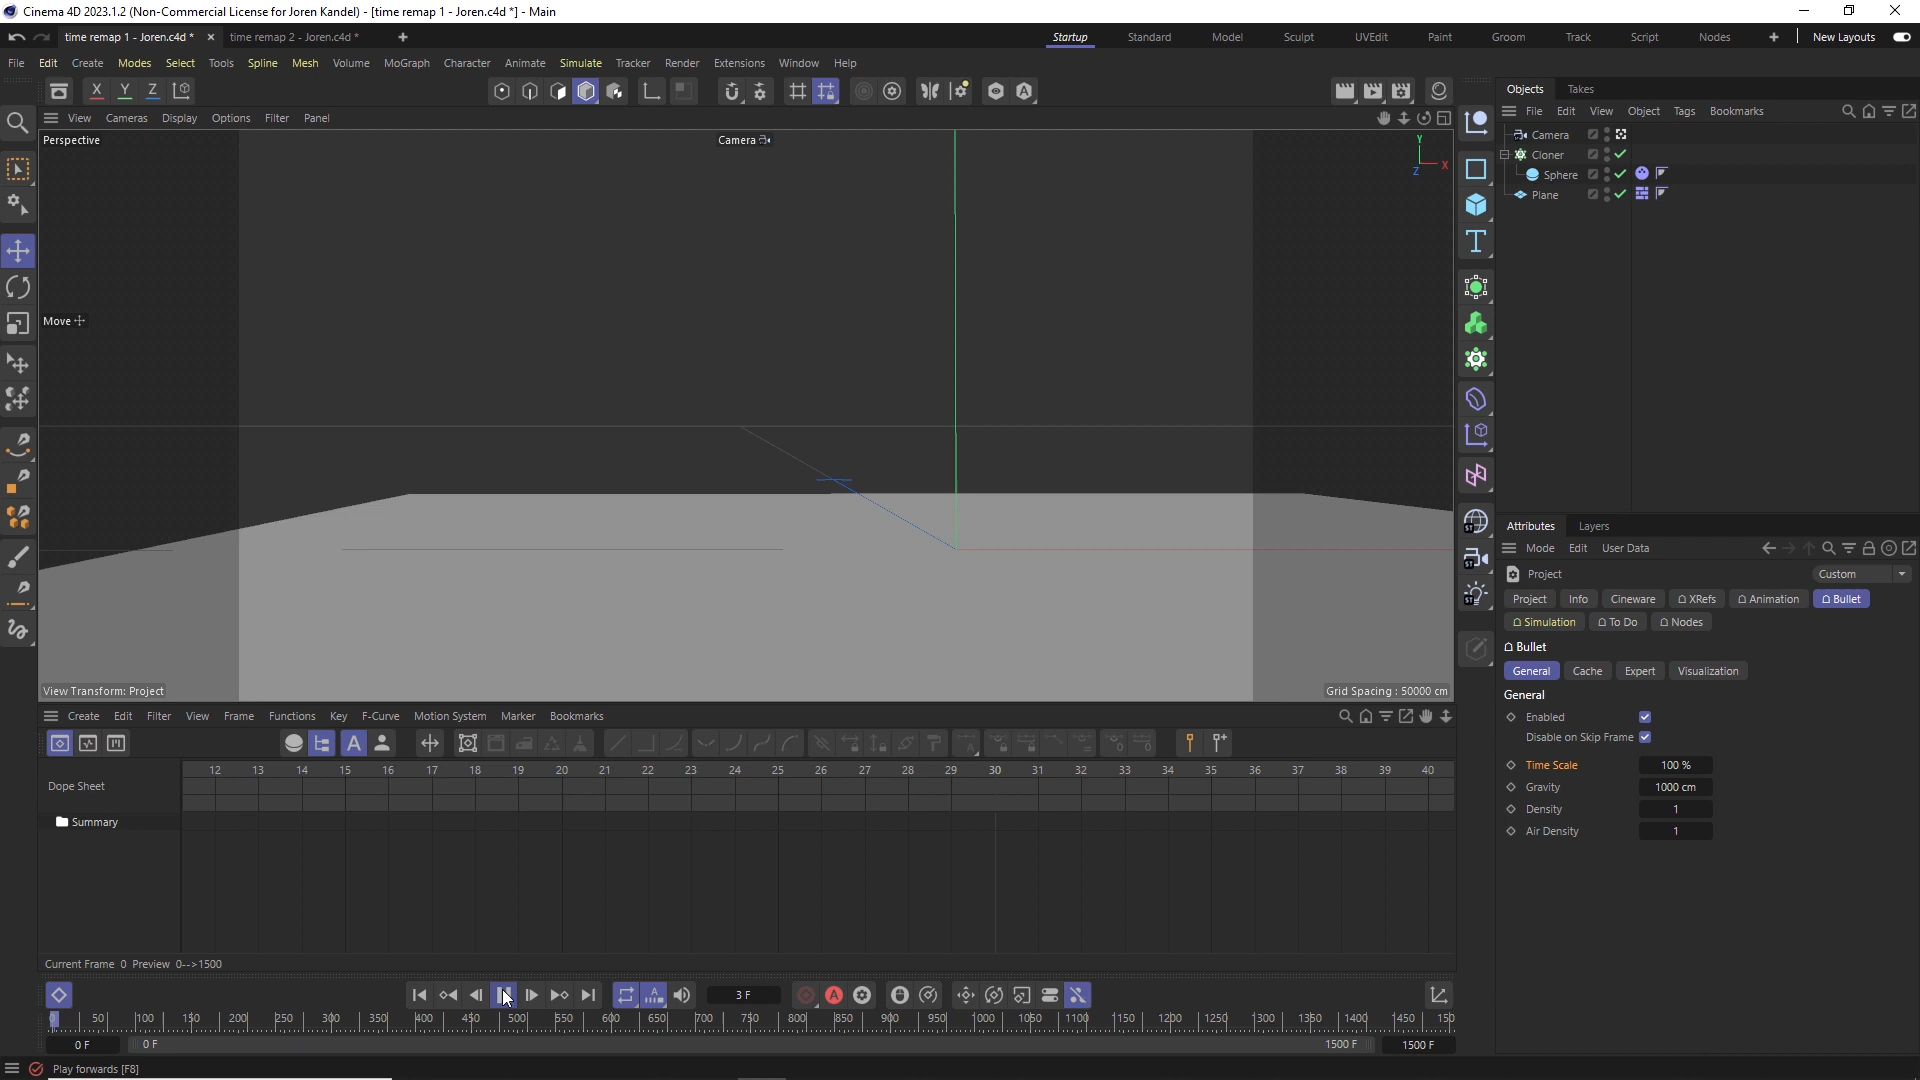 Cinema 4D 2023.1.2 (Non-Commercial License for Joren Kandel) - [time remap 1 - Joren.c4d *] - Main
time remap 1 - Joren.c4d * time remap 2 - Joren.c4d * Startup Standard Model Sculpt UVEdit Paint Groom Track Script Nodes New Layouts
File Edit Create Modes Select Tools Spline Mesh Volume MoGraph Character Animate Simulate Tracker Render Extensions Window Help
X Y Z
Objects Takes
File Edit View Object Tags Bookmarks
View Cameras Display Options Filter Panel
Perspective Camera
Y X Z
Camera
Cloner
Sphere
Plane
Move
View Transform: Project Grid Spacing : 50000 cm
Attributes Layers
Mode Edit User Data
Project Custom
Project Info Cineware XRefs Animation Bullet
Simulation To Do Nodes
Bullet
General Cache Expert Visualization
General
Enabled
Disable on Skip Frame
Time Scale 100 %
Gravity 1000 cm
Density 1
Air Density 1
Create Edit Filter View Frame Functions Key F-Curve Motion System Marker Bookmarks
12 13 14 15 16 17 18 19 20 21 22 23 24 25 26 27 28 29 30 31 32 33 34 35 36 37 38 39 40
Dope Sheet
Summary
Current Frame 0 Preview 0-->1500
3 F
0 50 100 150 200 250 300 350 400 450 500 550 600 650 700 750 800 850 900 950 1000 1050 1100 1150 1200 1250 1300 1350 1400 1450 150
0 F 0 F 1500 F 1500 F
Play forwards [F8]